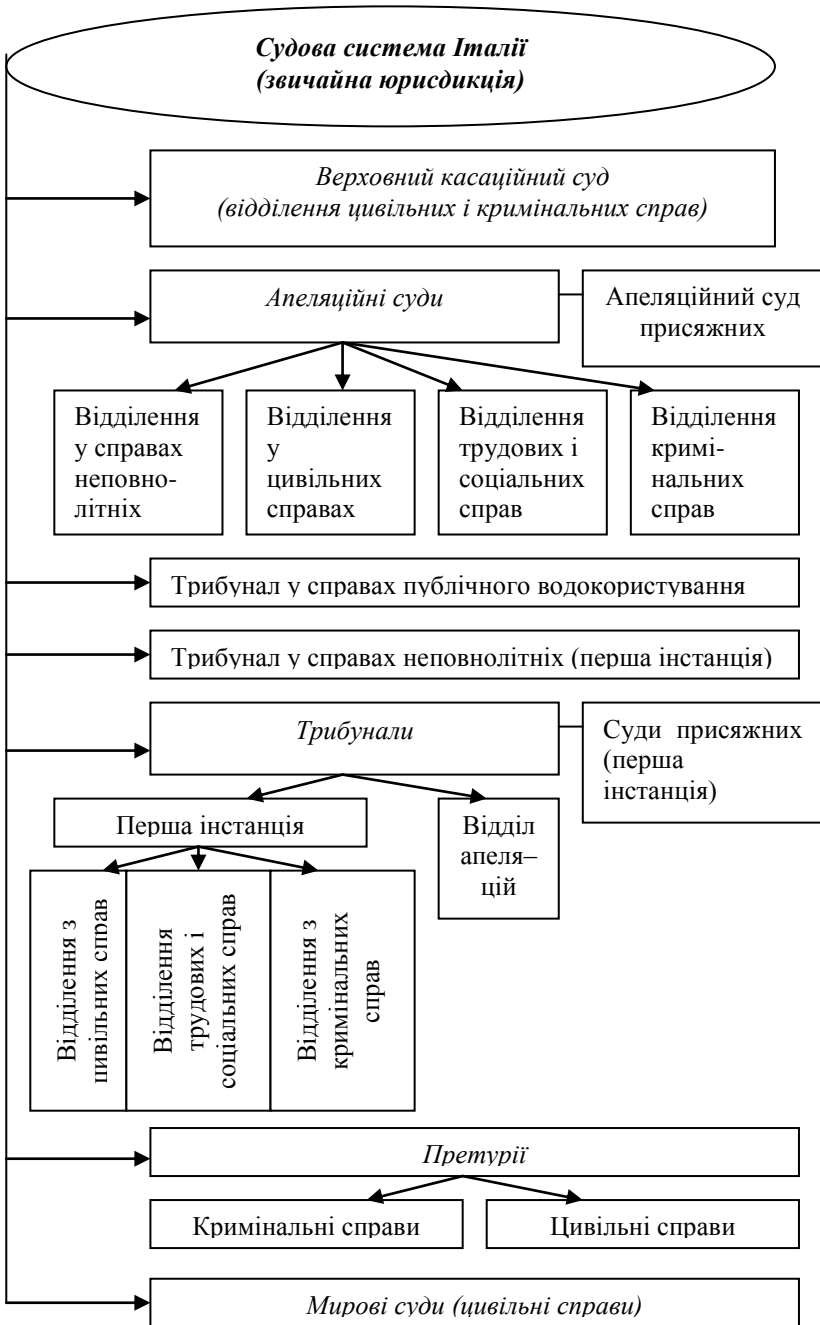 Судова система Італії
(звичайна юрисдикція)
Верховний касаційний суд
(відділення цивільних і кримінальних справ)
Апеляційні суди
Апеляційний суд
присяжних
Відділення
у справах
неповно-
літніх
Відділення
у
цивільних
справах
Відділення
трудових і
соціальних
справ
Відділення
кримі-
нальних
справ
Трибунал у справах публічного водокористування
Трибунал у справах неповнолітніх (перша інстанція)
Трибунали
Суди присяжних
(перша
інстанція)
Перша інстанція
Відділ
апеля–
цій
Відділення з
цивільних справ
Відділення
трудових і
соціальних справ
Відділення з
кримінальних
справ
Претурії
Кримінальні справи
Цивільні справи
Мирові суди (цивільні справи)